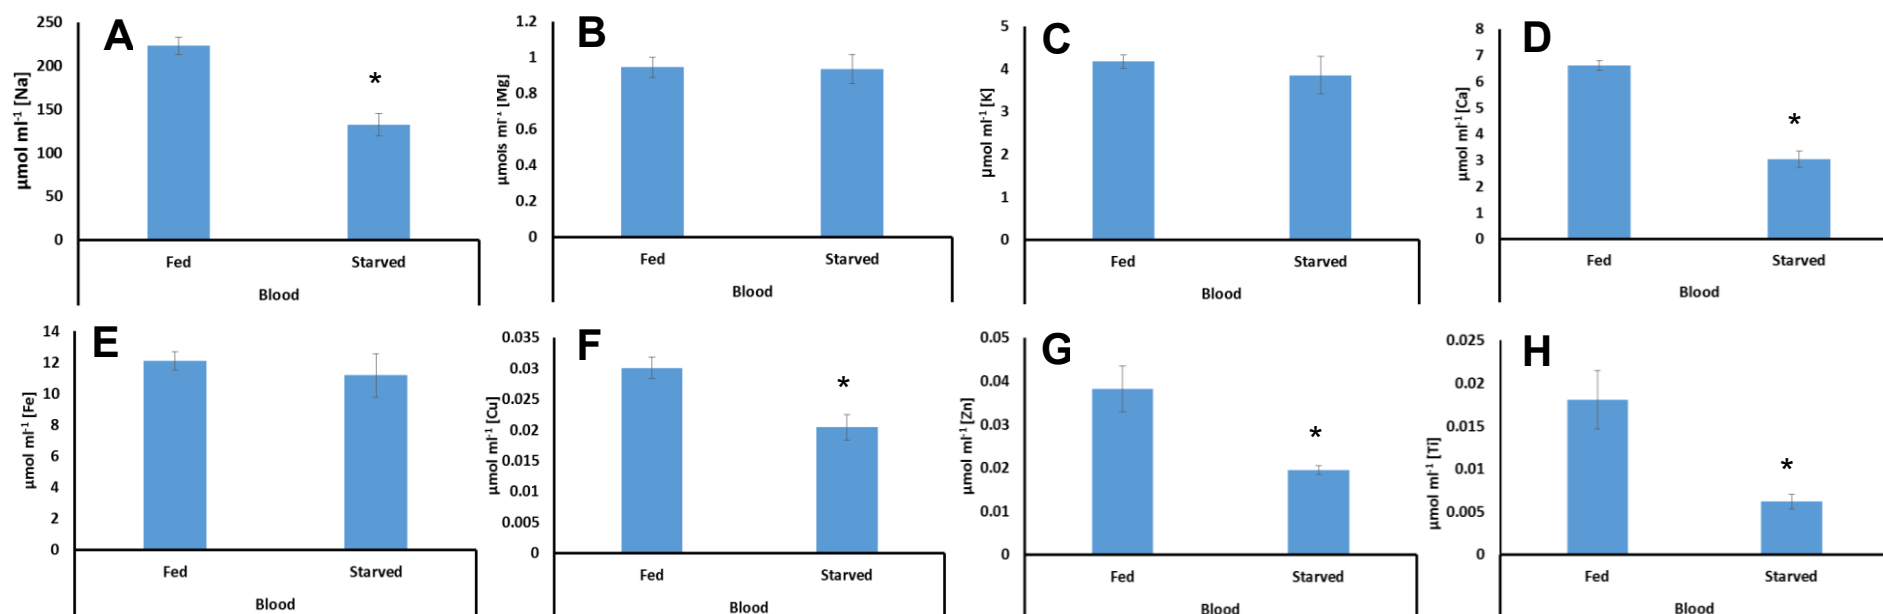 A
250
200
150
100
50
0
µmol ml⁻¹ [Na]
*
Fed Starved
Blood
B
1.2
1
0.8
0.6
0.4
0.2
0
µmols ml⁻¹ [Mg]
Fed Starved
Blood
C
5
4
3
2
1
0
µmol ml⁻¹ [K]
Fed Starved
Blood
D
8
7
6
5
4
3
2
1
0
µmol ml⁻¹ [Ca]
*
Fed Starved
Blood
E
14
12
10
8
6
4
2
0
µmol ml⁻¹ [Fe]
Fed Starved
Blood
F
0.035
0.03
0.025
0.02
0.015
0.01
0.005
0
µmol ml⁻¹ [Cu]
*
Fed Starved
Blood
G
0.05
0.04
0.03
0.02
0.01
0
µmol ml⁻¹ [Zn]
*
Fed Starved
Blood
H
0.025
0.02
0.015
0.01
0.005
0
µmol ml⁻¹ [Ti]
*
Fed Starved
Blood